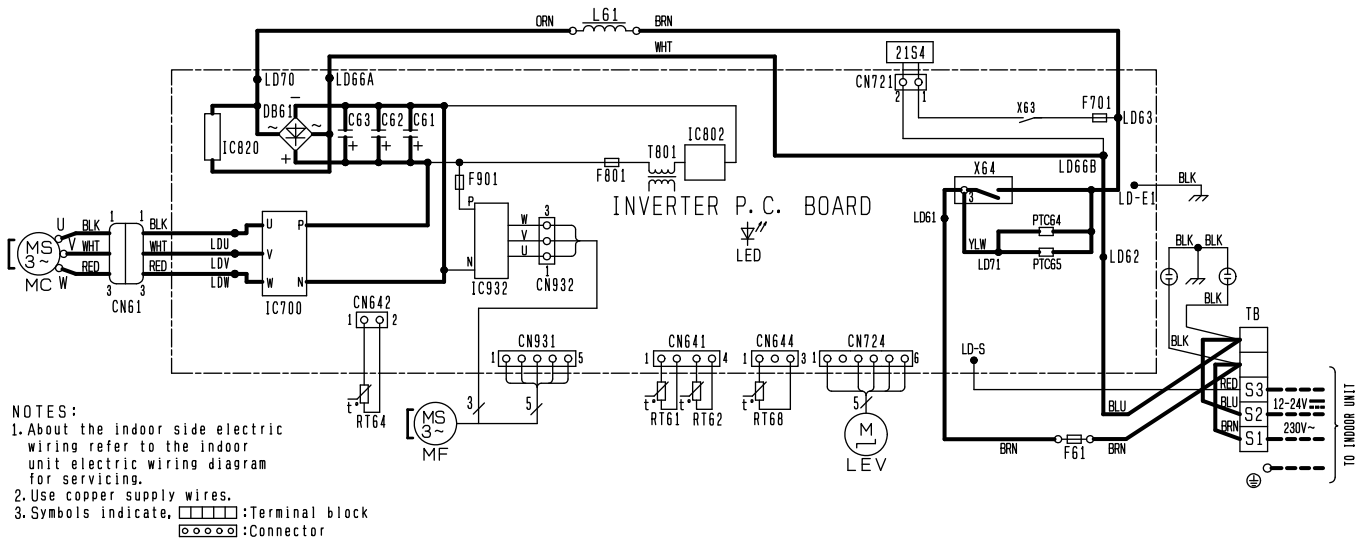 ORN L61 BRN
WHT
21S4
LD70 LD66A
CN721
2 1
X63 F701
LD63
DB61 −
~ ~
+
C63 C62 C61
+ + +
IC820
T801 IC802
F801
LD66B
X64
3
LD-E1 BLK
F901
INVERTER P.C. BOARD
LED
LD61
PTC64
YLW
LD71 PTC65
LD62
U BLK 1 1 BLK LDU U P
MS 3~ V WHT WHT LDV V
W RED 3 3 RED LDW W N
MC
CN61
IC700
P W 3
V
N U 1
IC932 CN932
BLK BLK
BLK
TB
BLK
CN642
1 2
t°
RT64
CN931
1 5
3 5
MS 3~
MF
CN641
1 4
t° t°
RT61 RT62
CN644
1 3
t°
RT68
CN724
1 6
5
M
LEV
LD-S
RED S3
BLU BLU S2 12-24V
BRN S1 230V~
BRN F61 BRN
TO INDOOR UNIT
NOTES:
1. About the indoor side electric
wiring refer to the indoor
unit electric wiring diagram
for servicing.
2. Use copper supply wires.
3. Symbols indicate, :Terminal block
:Connector